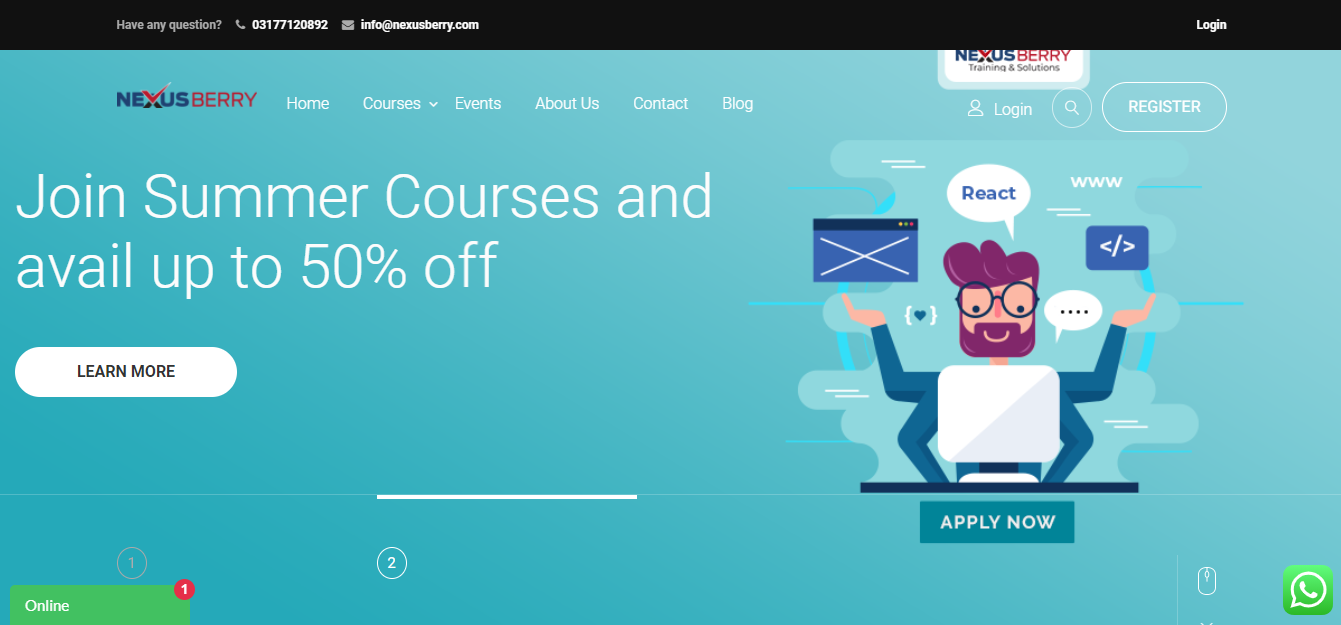 Have any question? 03177120892 info@nexusberry.com Login
NEXUS BERRY
Training & Solutions
NEXUS BERRY Home Courses Events About Us Contact Blog Login REGISTER
Join Summer Courses and
avail up to 50% off
React
www
</>
{ }
....
LEARN MORE
APPLY NOW
1 2
Online 1